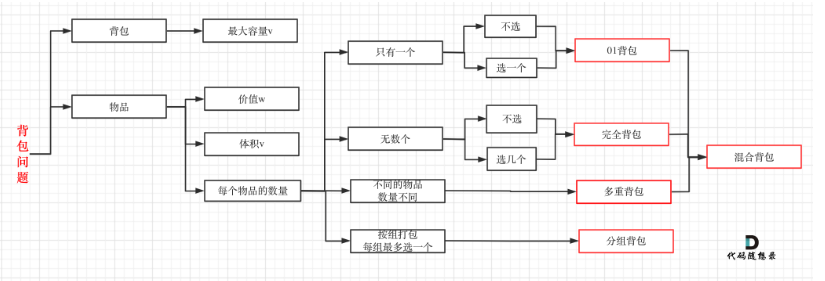 背包问题
背包
最大容量v
物品
价值w
体积v
每个物品的数量
只有一个
不选
选一个
01背包
无数个
不选
选几个
完全背包
不同的物品
数量不同
多重背包
混合背包
按组打包
每组最多选一个
分组背包
代码随想录